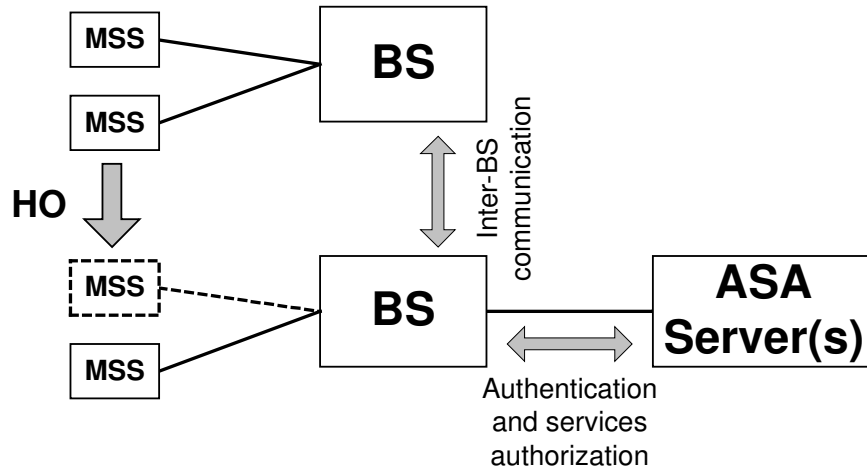 MSS
BS
MSS
HO
Inter-BS
communication
MSS
BS
MSS
ASA
Server(s)
Authentication
and services
authorization